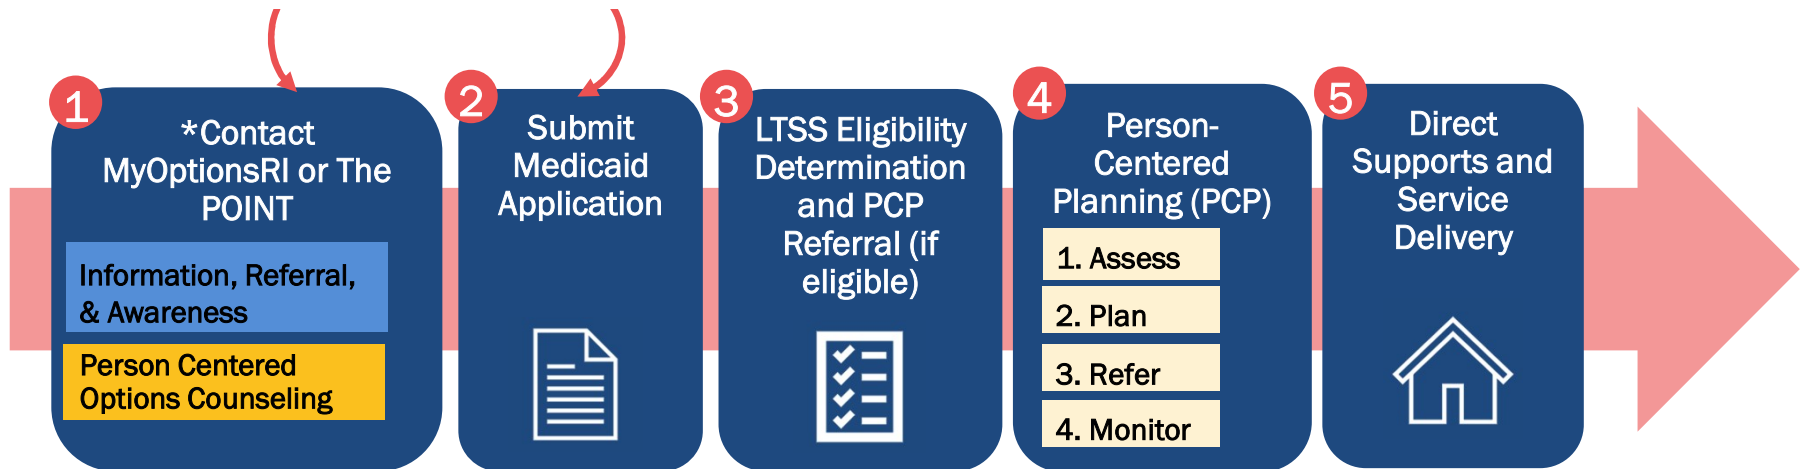 1
*Contact
MyOptionsRI or The
POINT
Information, Referral,
& Awareness
Person Centered
Options Counseling
2
Submit
Medicaid
Application
3
LTSS Eligibility
Determination
and PCP
Referral (if
eligible)
4
Person-
Centered
Planning (PCP)
1. Assess
2. Plan
3. Refer
4. Monitor
5
Direct
Supports and
Service
Delivery